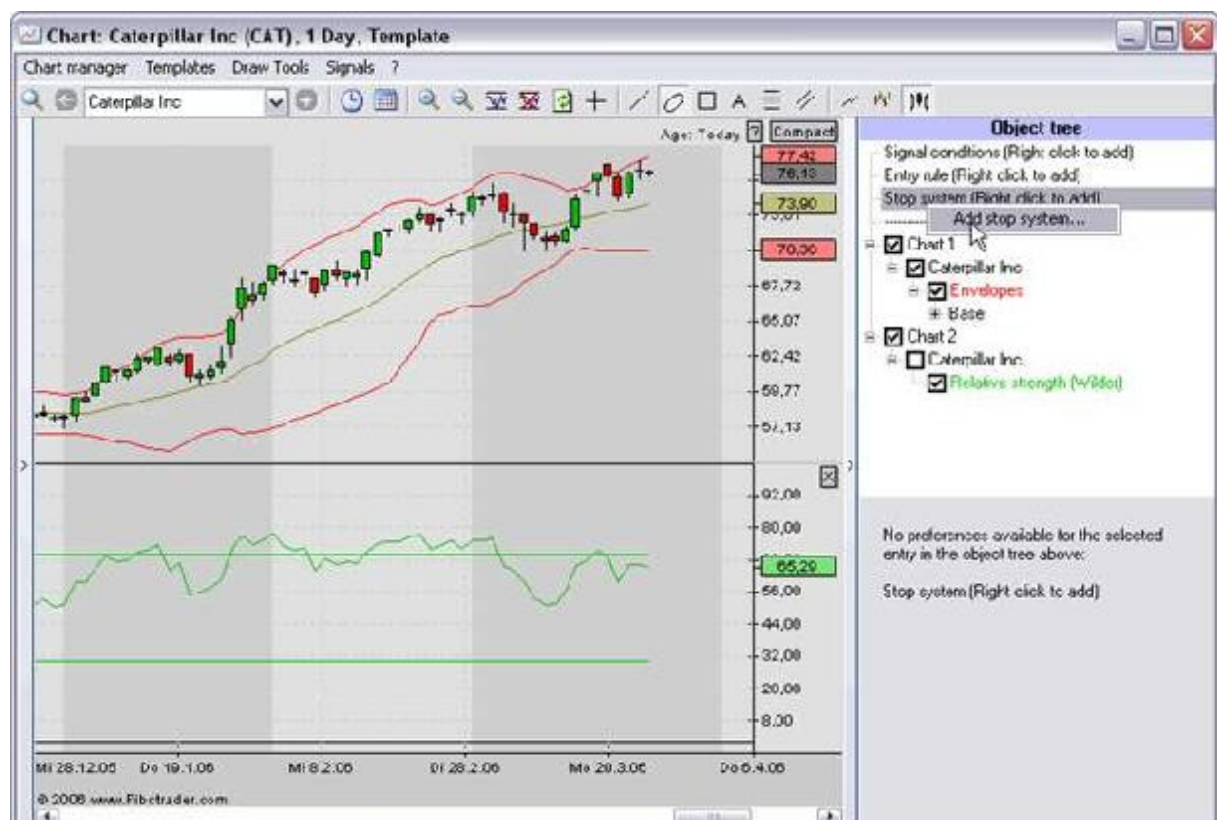 Chart: Caterpillar Inc (CAT), 1 Day, Template
Chart manager Templates Draw Tools Signals ?
Caterpillar Inc
A
Age: Today ? Compact
77,42
76,13
73,90
70,30
67,72
65,07
62,42
59,77
57,13
92,00
80,00
65,20
56,00
44,00
32,00
20,00
8,00
Mi 28.12.05 Do 19.1.06 Mi 8.2.06 Di 28.2.06 Mo 20.3.06 Do 6.4.06
© 2006 www.Fibotrader.com
Object tree
Signal conditions (Right click to add)
Entry rule (Right click to add)
Stop system (Right click to add)
Add stop system...
Chart 1
Caterpillar Inc
Envelopes
Base
Chart 2
Caterpillar Inc
Relative strength (Wilder)
No preferences available for the selected
entry in the object tree above:
Stop system (Right click to add)